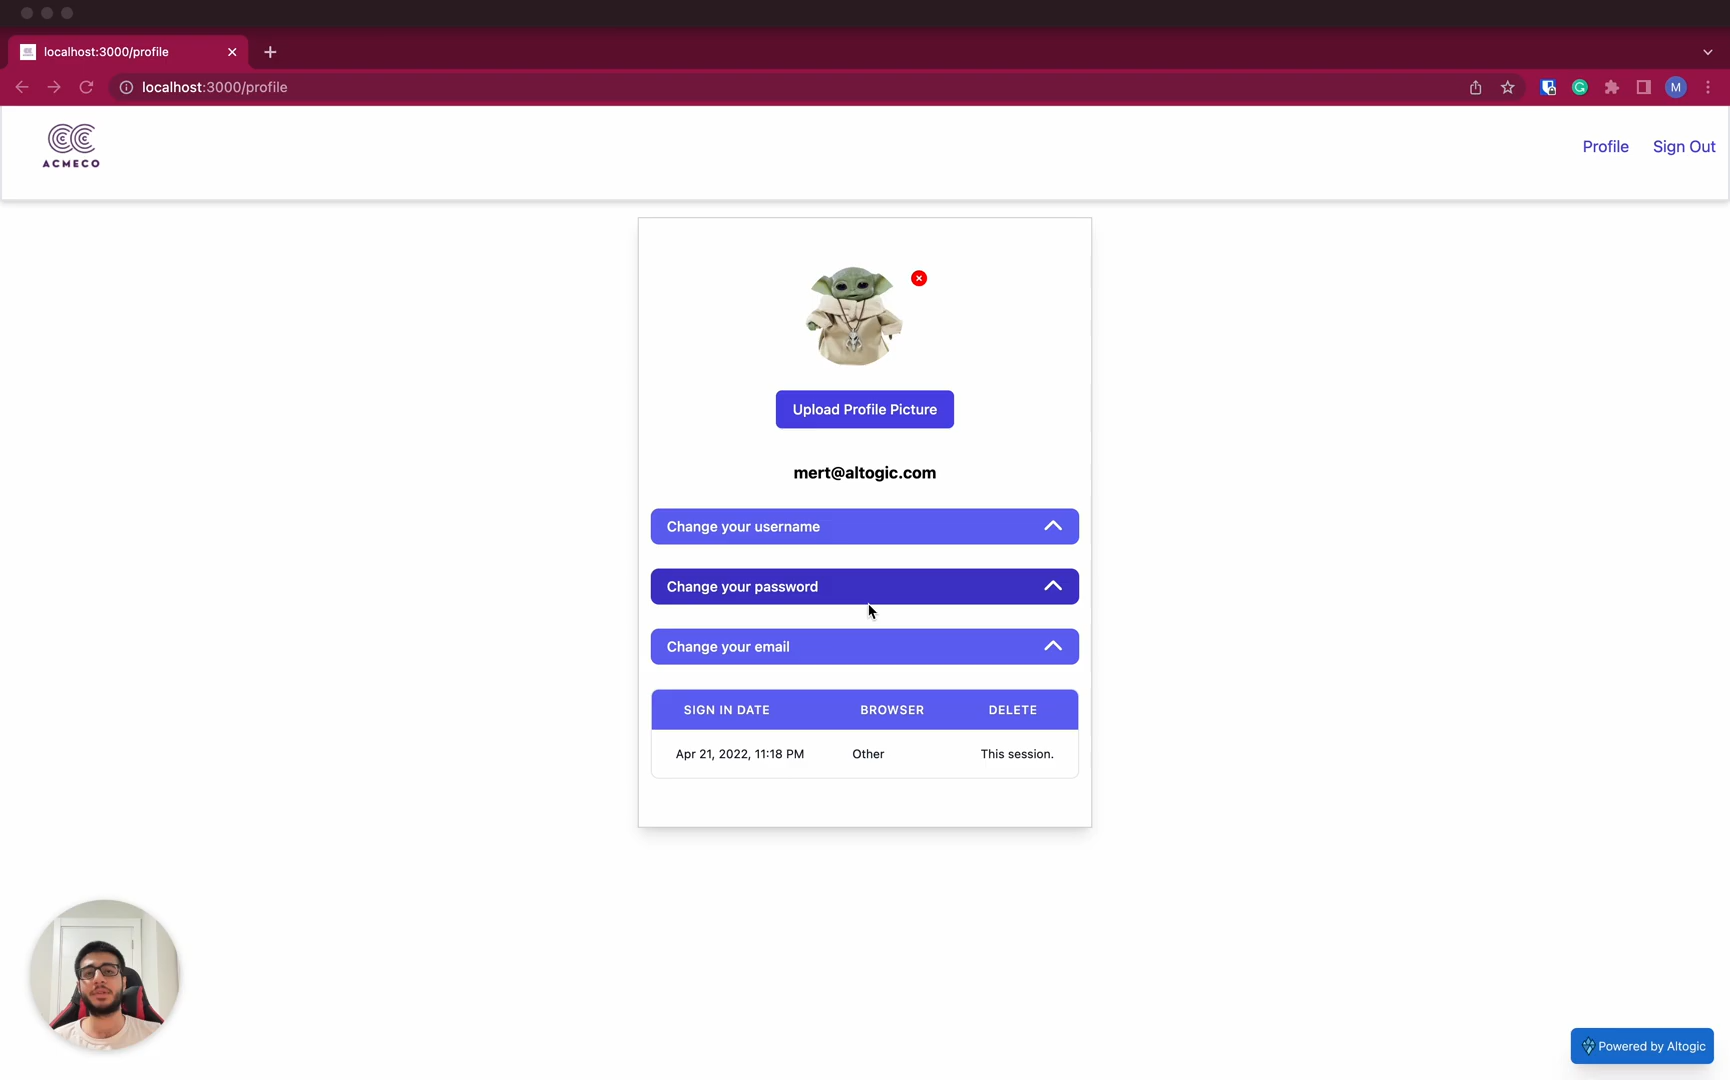 localhost:3000/profile
localhost:3000/profile
M
ACMECO
Profile Sign Out
Upload Profile Picture
mert@altogic.com
Change your username
Change your password
Change your email
SIGN IN DATE BROWSER DELETE
Apr 21, 2022, 11:18 PM Other This session.
Powered by Altogic